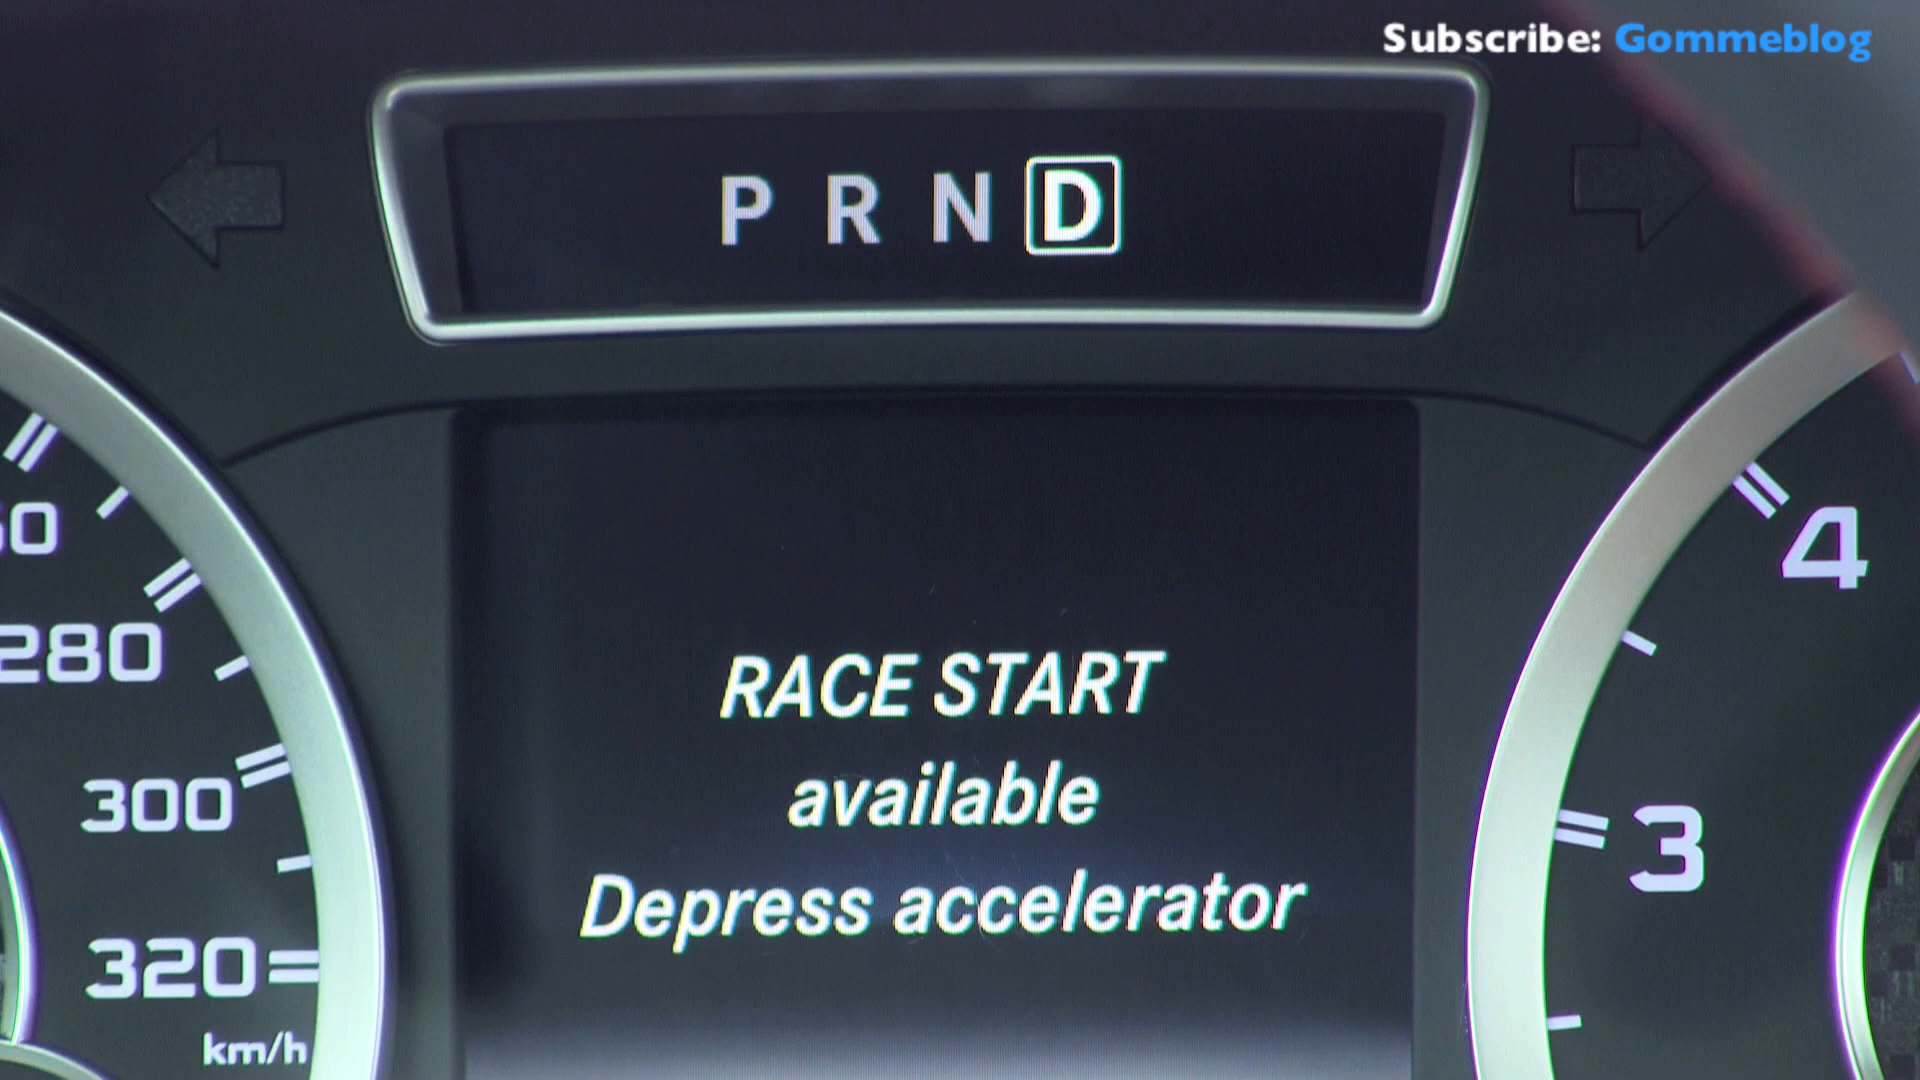 Subscribe: Gommeblog
P R N D
280
300
320
km/h
4
3
RACE START
available
Depress accelerator